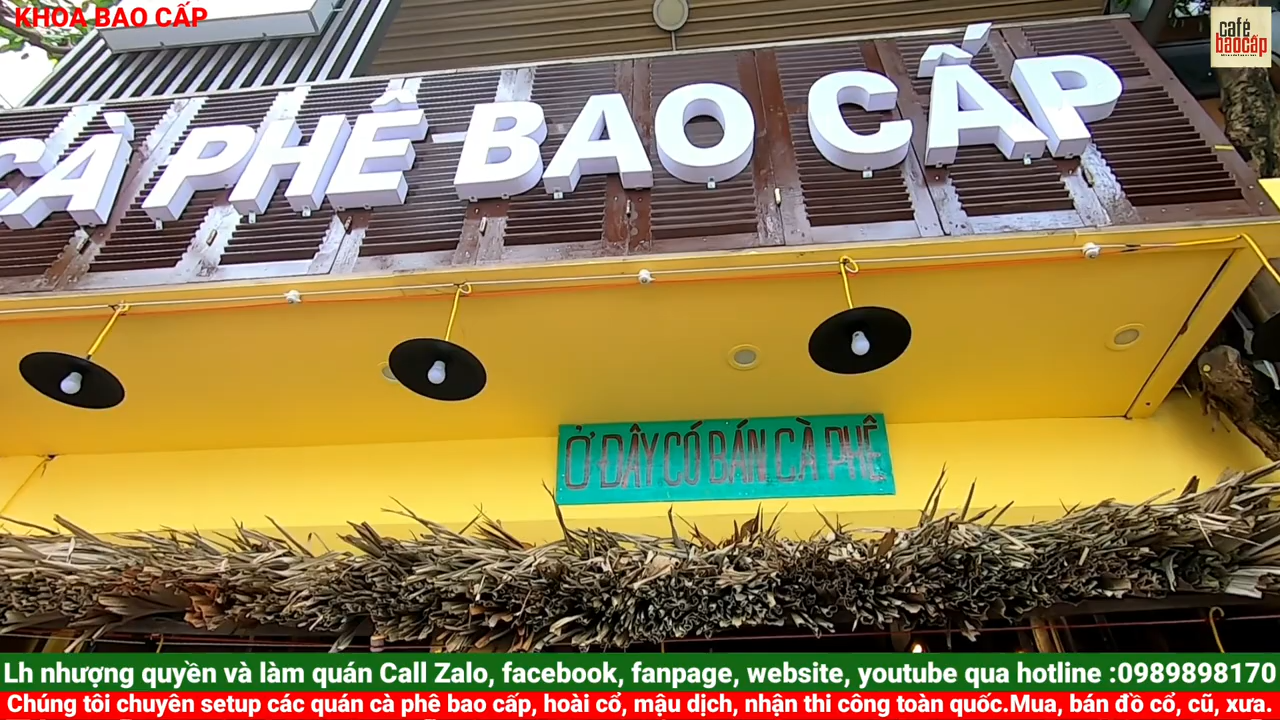 KHOA BAO CẤP
café
baocấp
CÀ PHÊ BAO CẤP
Ở ĐÂY CÓ BÁN CÀ PHÊ
Lh nhượng quyền và làm quán Call Zalo, facebook, fanpage, website, youtube qua hotline :0989898170
Chúng tôi chuyên setup các quán cà phê bao cấp, hoài cổ, mậu dịch, nhận thi công toàn quốc.Mua, bán đồ cổ, cũ, xưa.